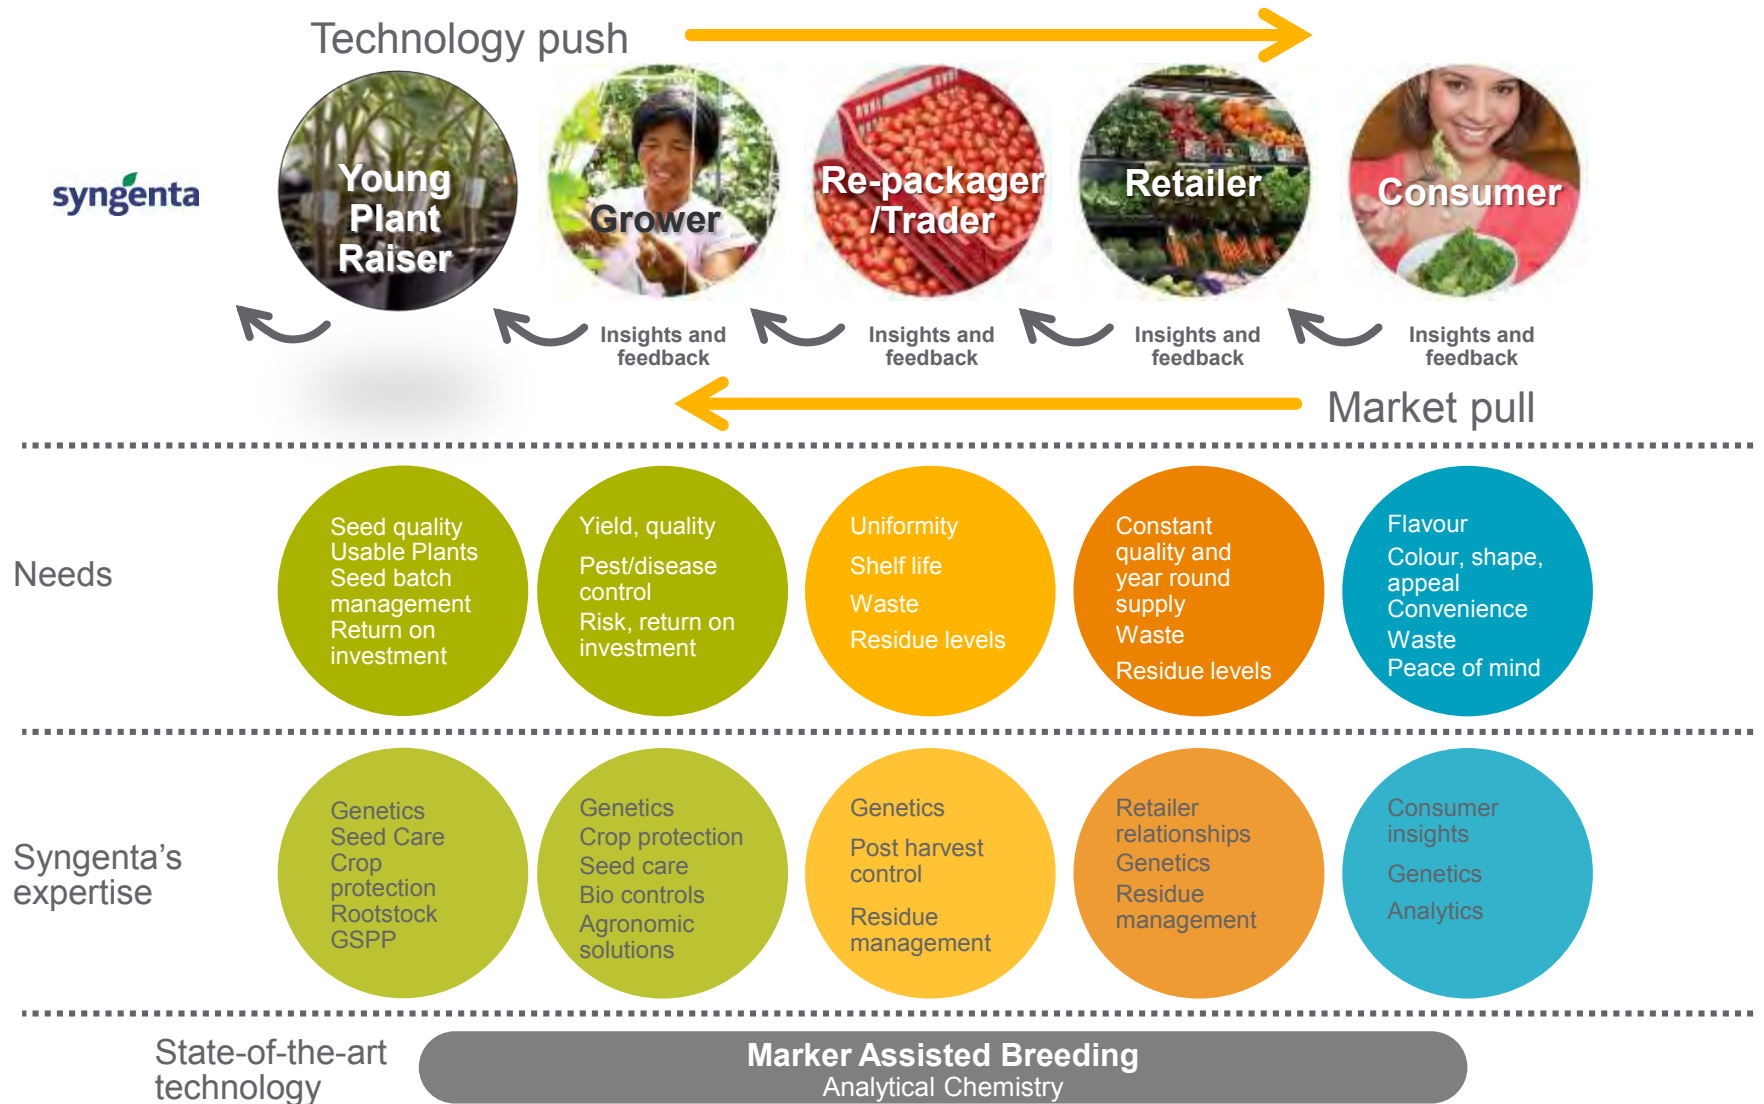 Technology push
syngenta
Young
Plant
Raiser
Grower
Re-packager
/Trader
Retailer
Consumer
Insights and
feedback
Insights and
feedback
Insights and
feedback
Insights and
feedback
Market pull
Needs
Seed quality
Usable Plants
Seed batch
management
Return on
investment
Yield, quality
Pest/disease
control
Risk, return on
investment
Uniformity
Shelf life
Waste
Residue levels
Constant
quality and
year round
supply
Waste
Residue levels
Flavour
Colour, shape,
appeal
Convenience
Waste
Peace of mind
Syngenta’s
expertise
Genetics
Seed Care
Crop
protection
Rootstock
GSPP
Genetics
Crop protection
Seed care
Bio controls
Agronomic
solutions
Genetics
Post harvest
control
Residue
management
Retailer
relationships
Genetics
Residue
management
Consumer
insights
Genetics
Analytics
State-of-the-art
technology
Marker Assisted Breeding
Analytical Chemistry